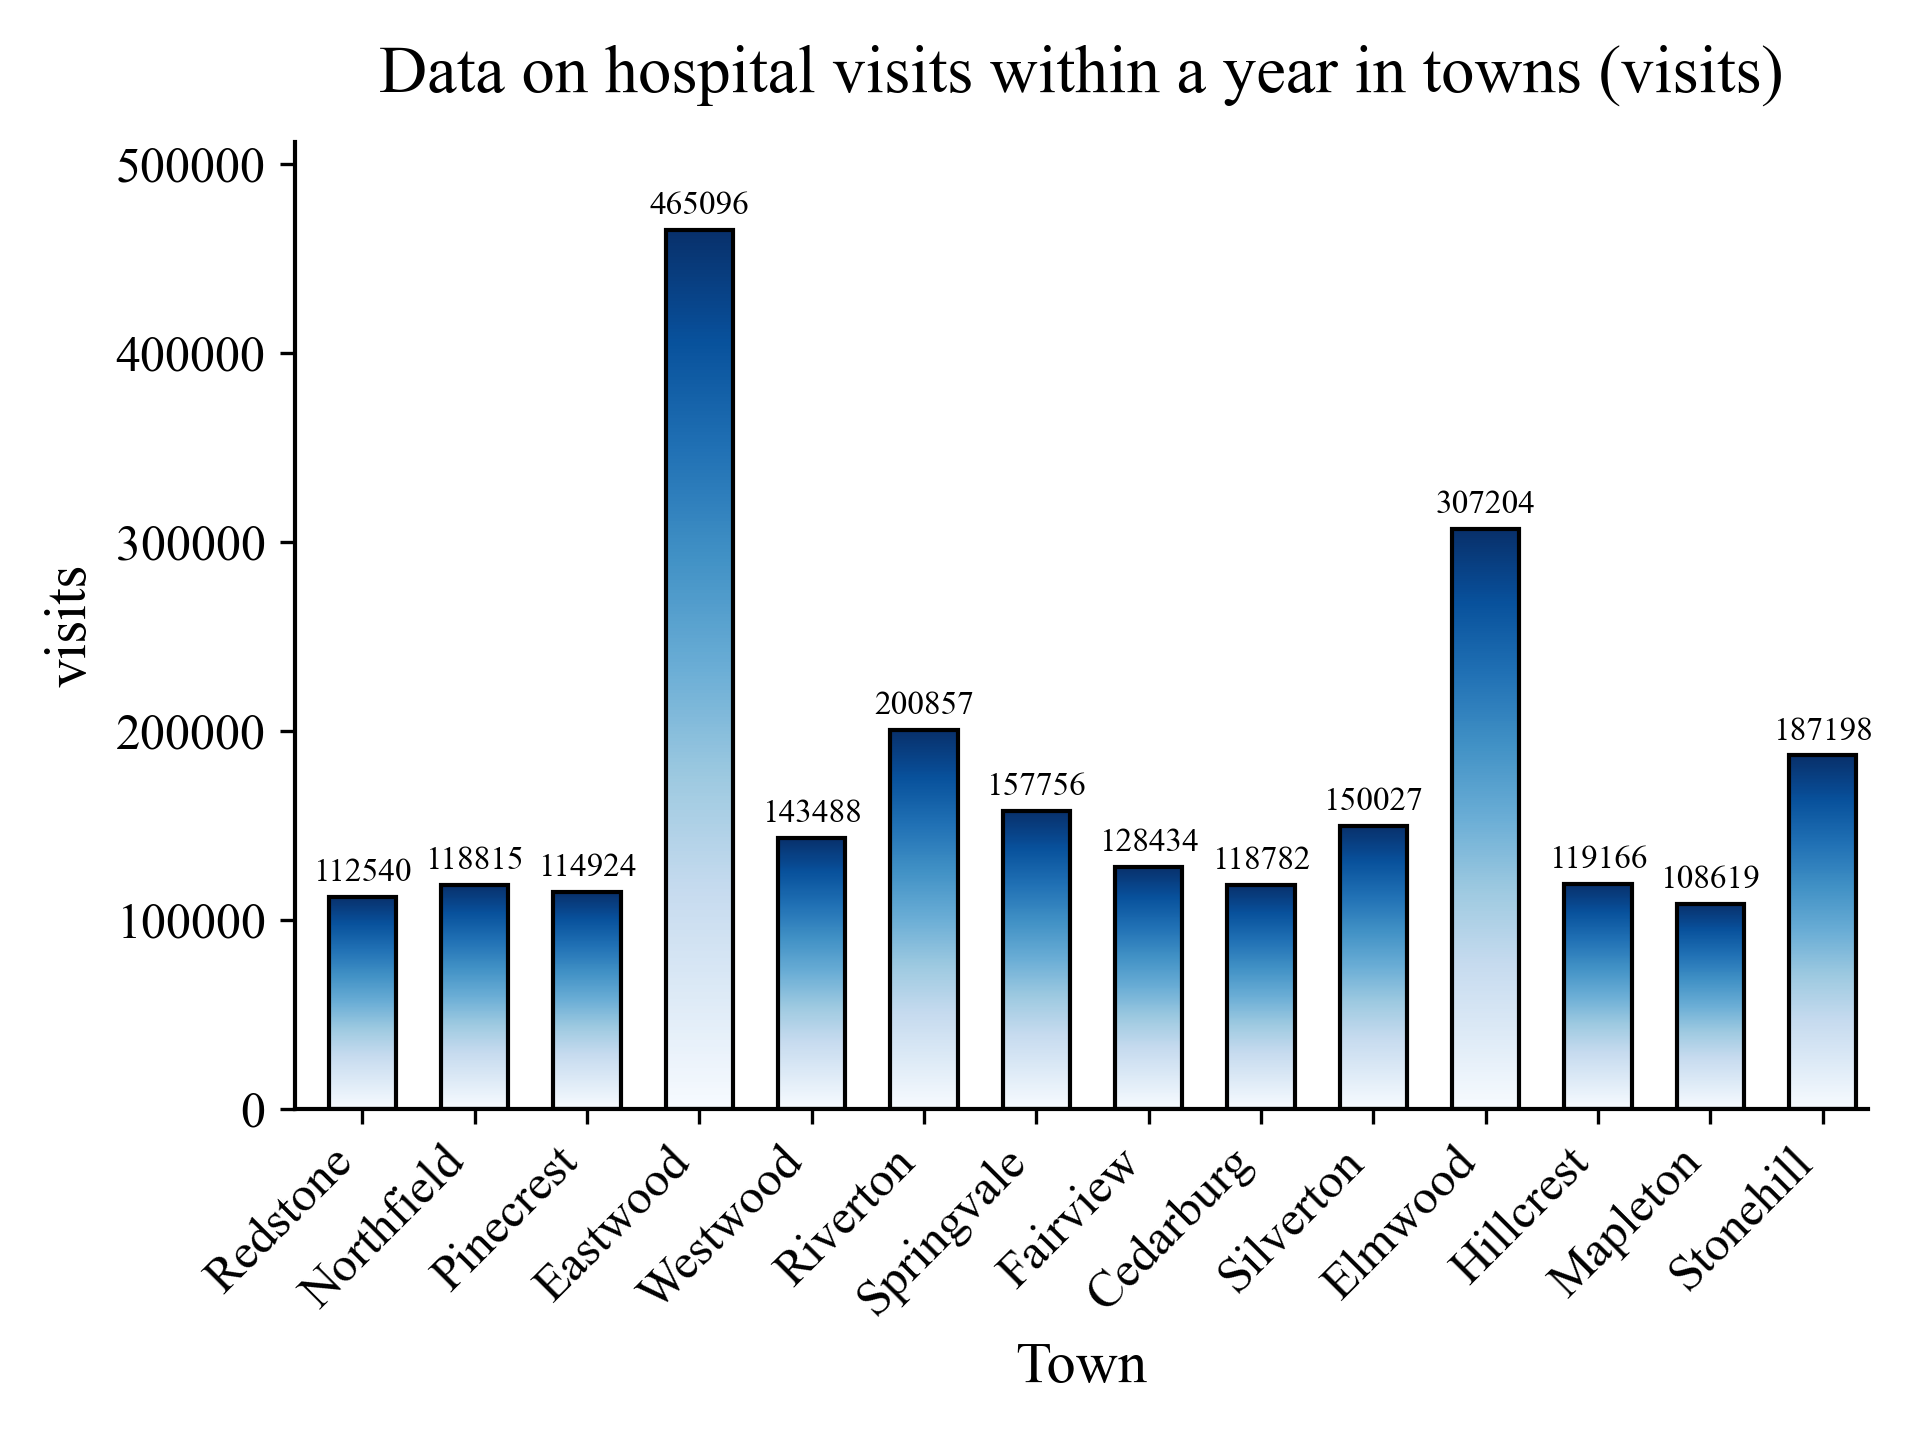 Data on hospital visits within a year in towns (visits)
visits
500000
400000
300000
200000
100000
0
112540
118815
114924
465096
143488
200857
157756
128434
118782
150027
307204
119166
108619
187198
Redstone
Northfield
Pinecrest
Eastwood
Westwood
Riverton
Springvale
Fairview
Cedarburg
Silverton
Elmwood
Hillcrest
Mapleton
Stonehill
Town